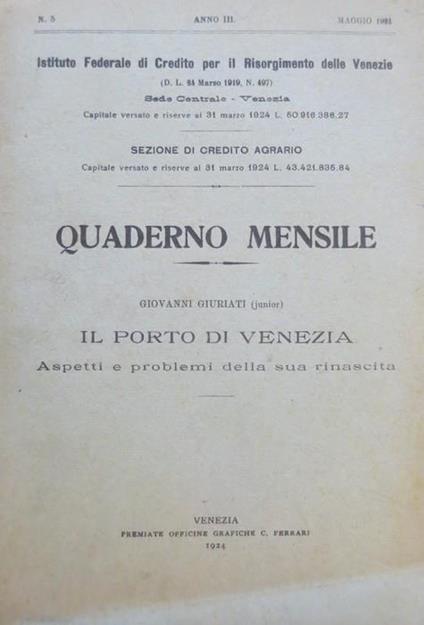 N. 5 ANNO III. MAGGIO 1924
Istituto Federale di Credito per il Risorgimento delle Venezie
(D. L. 24 Marzo 1919, N. 497)
Sede Centrale - Venezia
Capitale versato e riserve al 31 marzo 1924 L. 50.916.386.27
SEZIONE DI CREDITO AGRARIO
Capitale versato e riserve al 31 marzo 1924 L. 43.421.835.84
QUADERNO MENSILE
GIOVANNI GIURIATI (junior)
IL PORTO DI VENEZIA
Aspetti e problemi della sua rinascita
VENEZIA
PREMIATE OFFICINE GRAFICHE C. FERRARI
1924